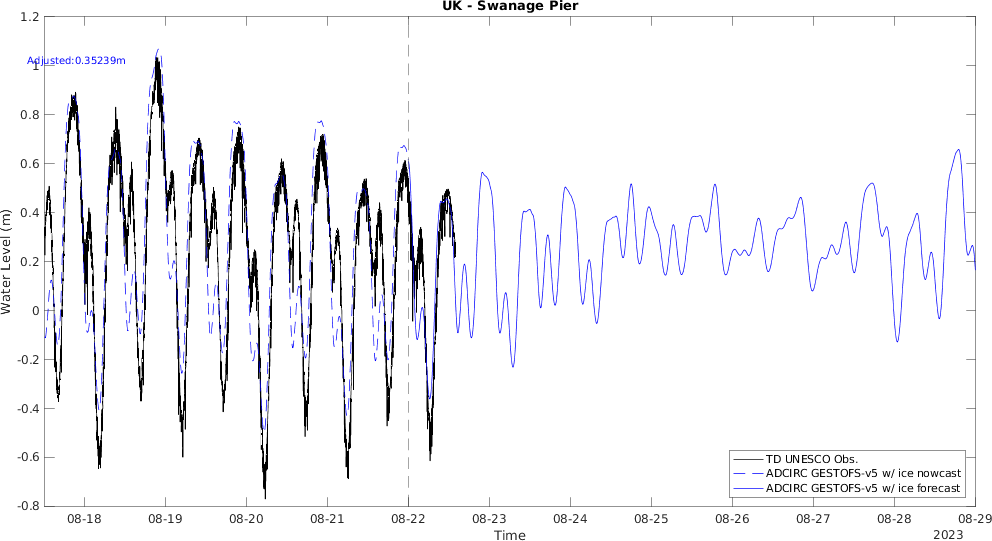 UK - Swanage Pier
Adjusted:0.35239m
Water Level (m)
1.2
1
0.8
0.6
0.4
0.2
0
-0.2
-0.4
-0.6
-0.8
TD UNESCO Obs.
ADCIRC GESTOFS-v5 w/ ice nowcast
ADCIRC GESTOFS-v5 w/ ice forecast
08-18 08-19 08-20 08-21 08-22 08-23 08-24 08-25 08-26 08-27 08-28 08-29
Time
2023